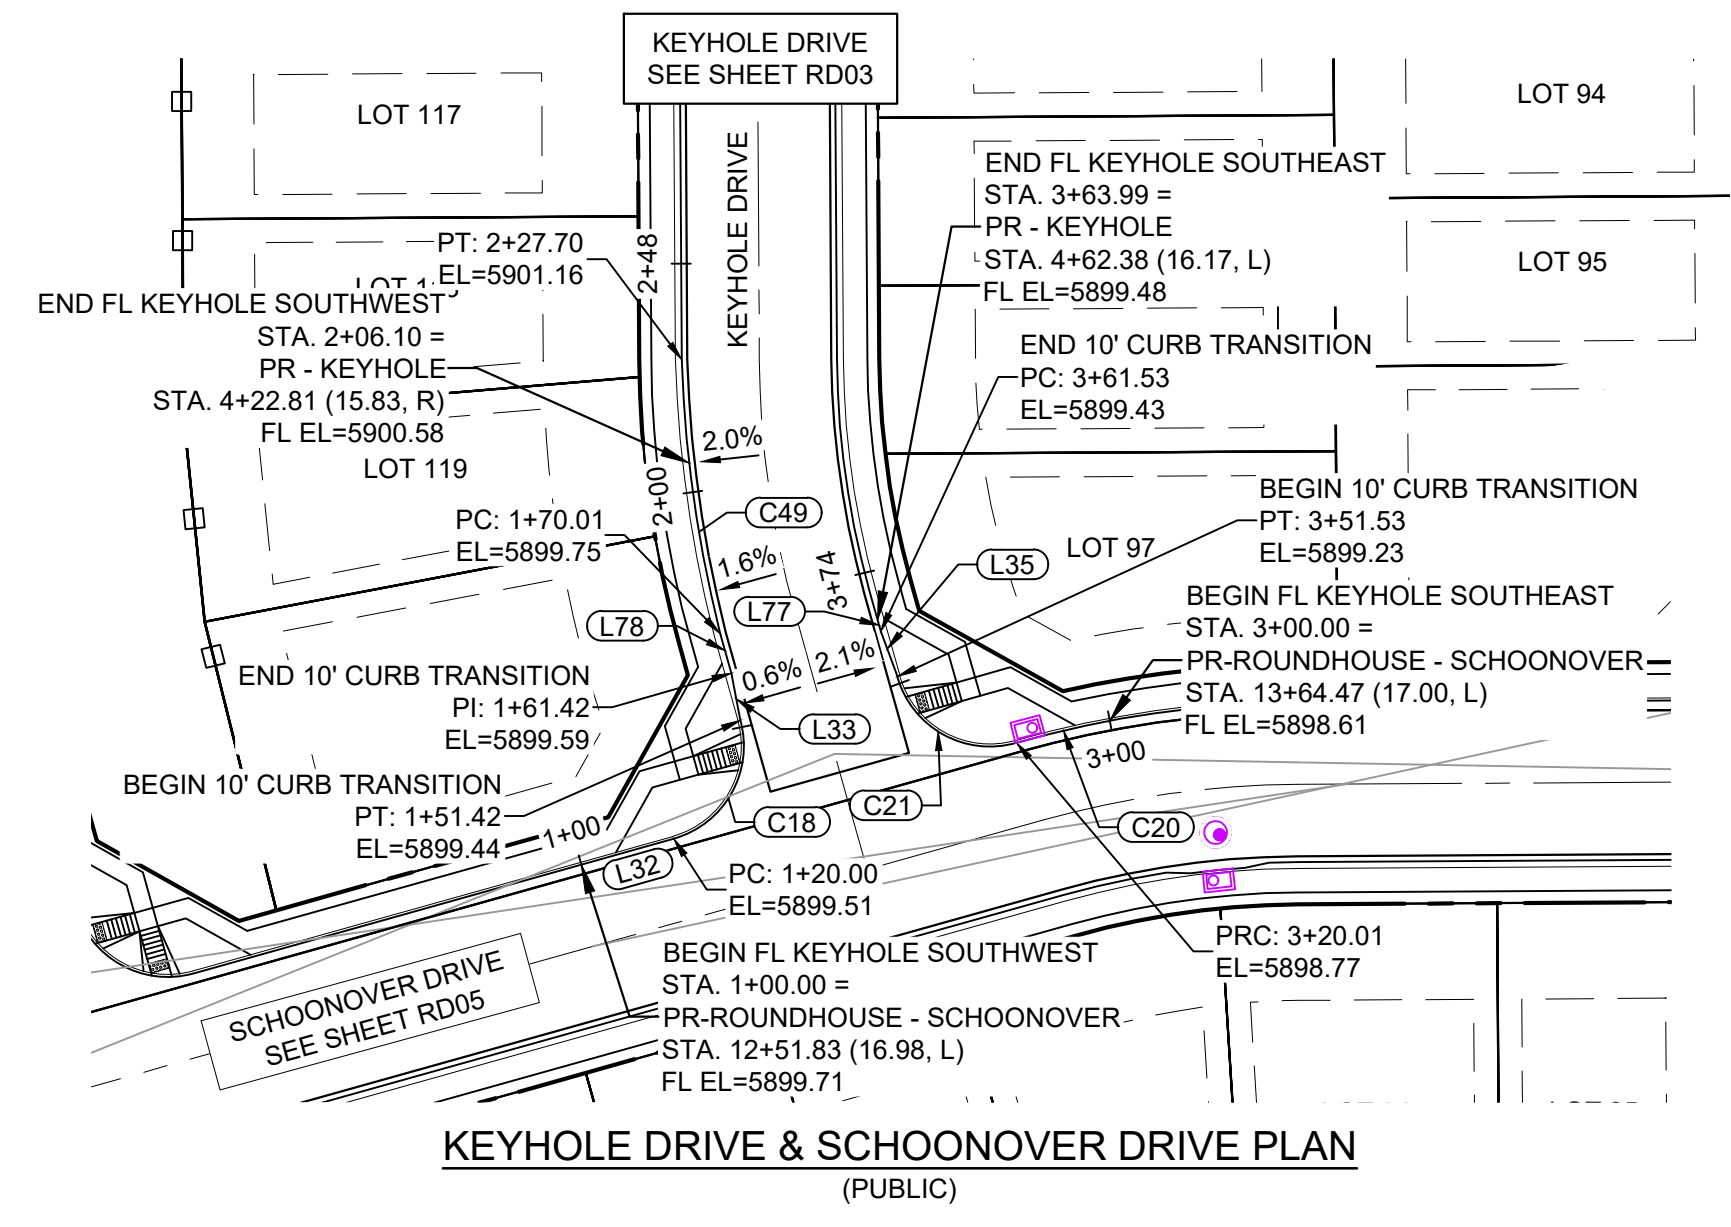 KEYHOLE DRIVE
SEE SHEET RD03
LOT 117
LOT 94
KEYHOLE DRIVE
END FL KEYHOLE SOUTHEAST
STA. 3+63.99 =
PR - KEYHOLE
STA. 4+62.38 (16.17, L)
FL EL=5899.48
LOT 95
2+48
PT: 2+27.70
EL=5901.16
END FL KEYHOLE SOUTHWEST
STA. 2+06.10 =
PR - KEYHOLE
STA. 4+22.81 (15.83, R)
FL EL=5900.58
LOT 119
END 10' CURB TRANSITION
PC: 3+61.53
EL=5899.43
2.0%
2+00
C49
PC: 1+70.01
EL=5899.75
BEGIN 10' CURB TRANSITION
PT: 3+51.53
EL=5899.23
LOT 97
L35
1.6%
3+74
L77
L78
BEGIN FL KEYHOLE SOUTHEAST
STA. 3+00.00 =
PR-ROUNDHOUSE - SCHOONOVER
STA. 13+64.47 (17.00, L)
FL EL=5898.61
0.6%
2.1%
END 10' CURB TRANSITION
PI: 1+61.42
EL=5899.59
L33
3+00
BEGIN 10' CURB TRANSITION
PT: 1+51.42
EL=5899.44
1+00
C18
C21
C20
L32
PC: 1+20.00
EL=5899.51
PRC: 3+20.01
EL=5898.77
BEGIN FL KEYHOLE SOUTHWEST
STA. 1+00.00 =
PR-ROUNDHOUSE - SCHOONOVER
STA. 12+51.83 (16.98, L)
FL EL=5899.71
SCHOONOVER DRIVE
SEE SHEET RD05
KEYHOLE DRIVE & SCHOONOVER DRIVE PLAN
(PUBLIC)